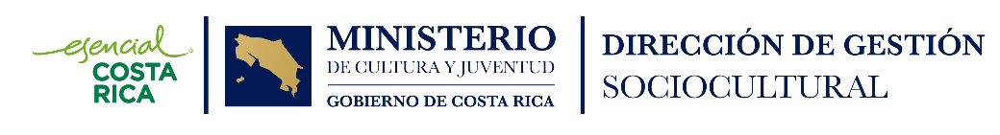 esencial
COSTA
RICA
MINISTERIO
DE CULTURA Y JUVENTUD
GOBIERNO DE COSTA RICA
DIRECCIÓN DE GESTIÓN
SOCIOCULTURAL